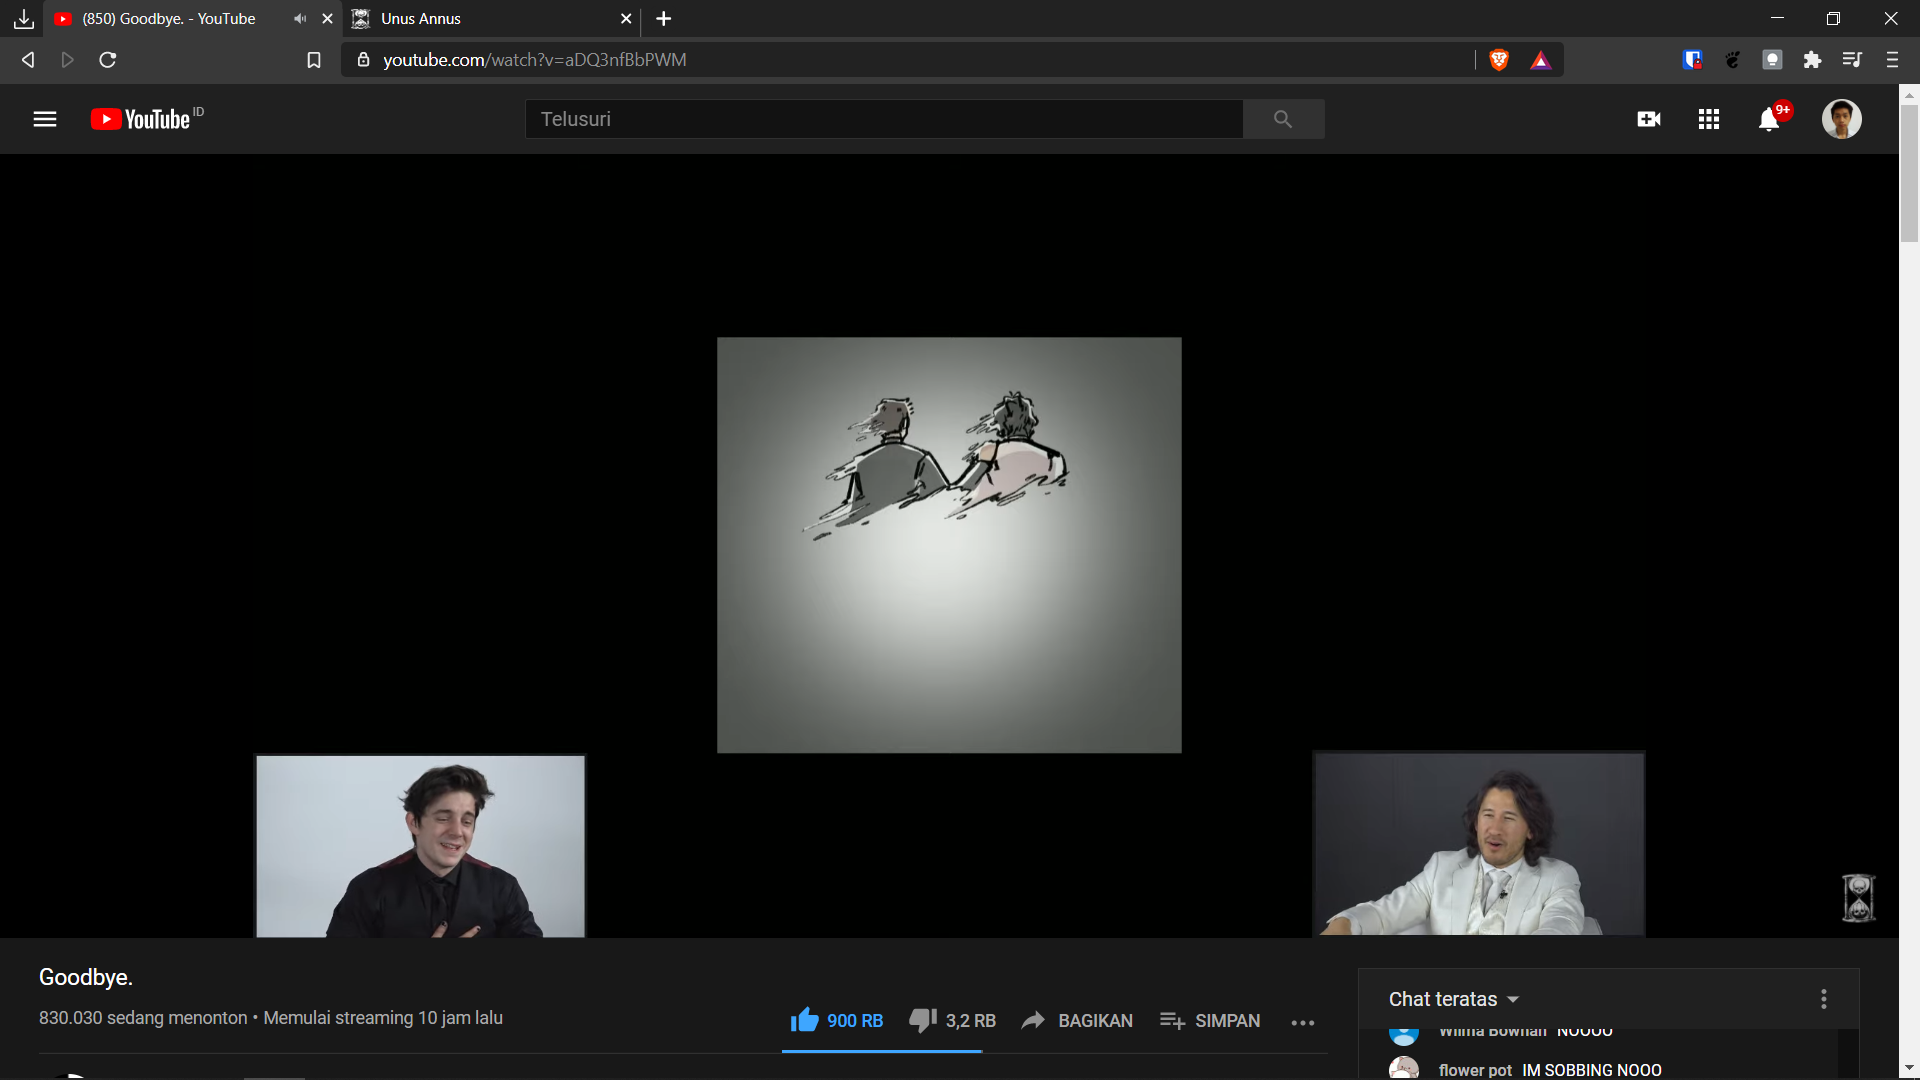 (850) Goodbye. - YouTube
Unus Annus
youtube.com/watch?v=aDQ3nfBbPWM
YouTube ID
Telusuri
9+
Goodbye.
830.030 sedang menonton • Memulai streaming 10 jam lalu
900 RB
3,2 RB
BAGIKAN
SIMPAN
Chat teratas
Wilma Bowman NOOOO
flower pot IM SOBBING NOOO